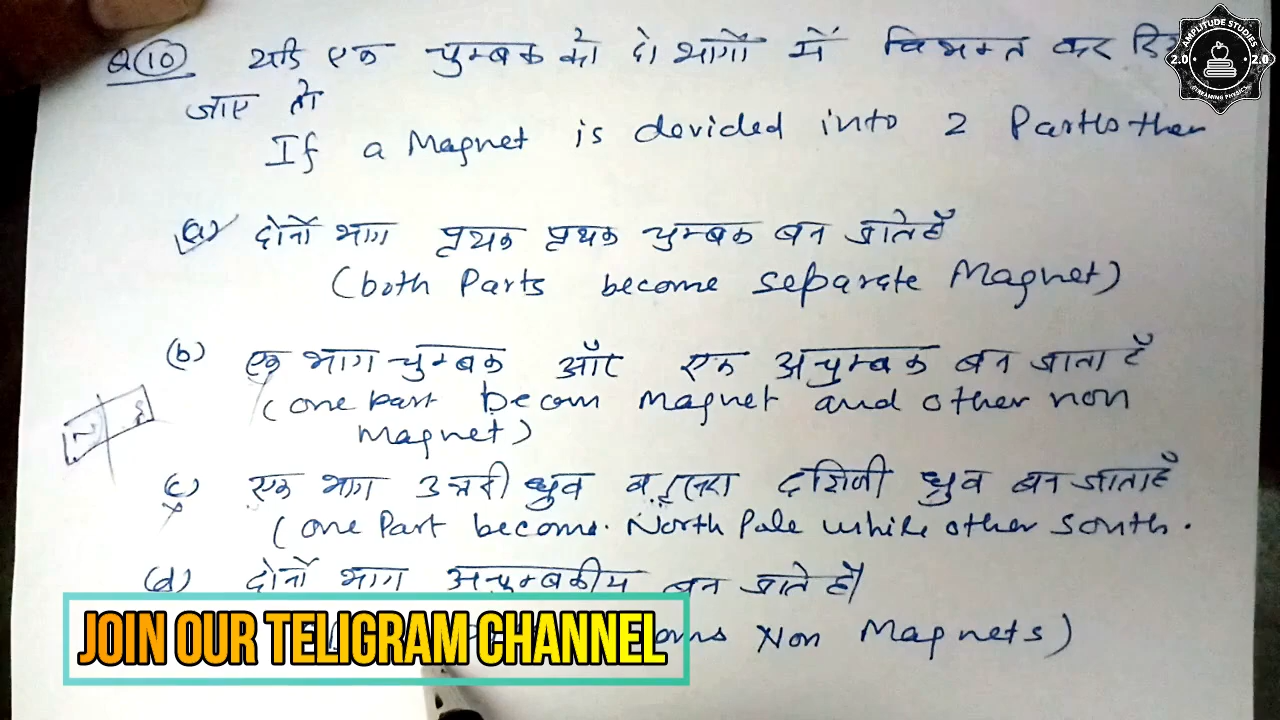 Q(10) यदि एक चुम्बक को दो भागों में विभक्त कर दि
जाए तो
If a Magnet is devided into 2 Parts then
(a) दोनों भाग पृथक पृथक चुम्बक बन जाते हैं
(both Parts become separate Magnet)
(b) एक भाग चुम्बक और एक अचुम्बक बन जाता है
(one part becom magnet and other non
magnet)
N S
(c) एक भाग उत्तरी ध्रुव व दूसरा दक्षिणी ध्रुव बन जाता है
(one Part become. North Pole while other south.
(d) दोनों भाग अचुम्बकीय बन जाते हैं।
Non Magnets)
JOIN OUR TELIGRAM CHANNEL
AMPLITUDE STUDIES
2.0 2.0
STREAMING PHYSICS